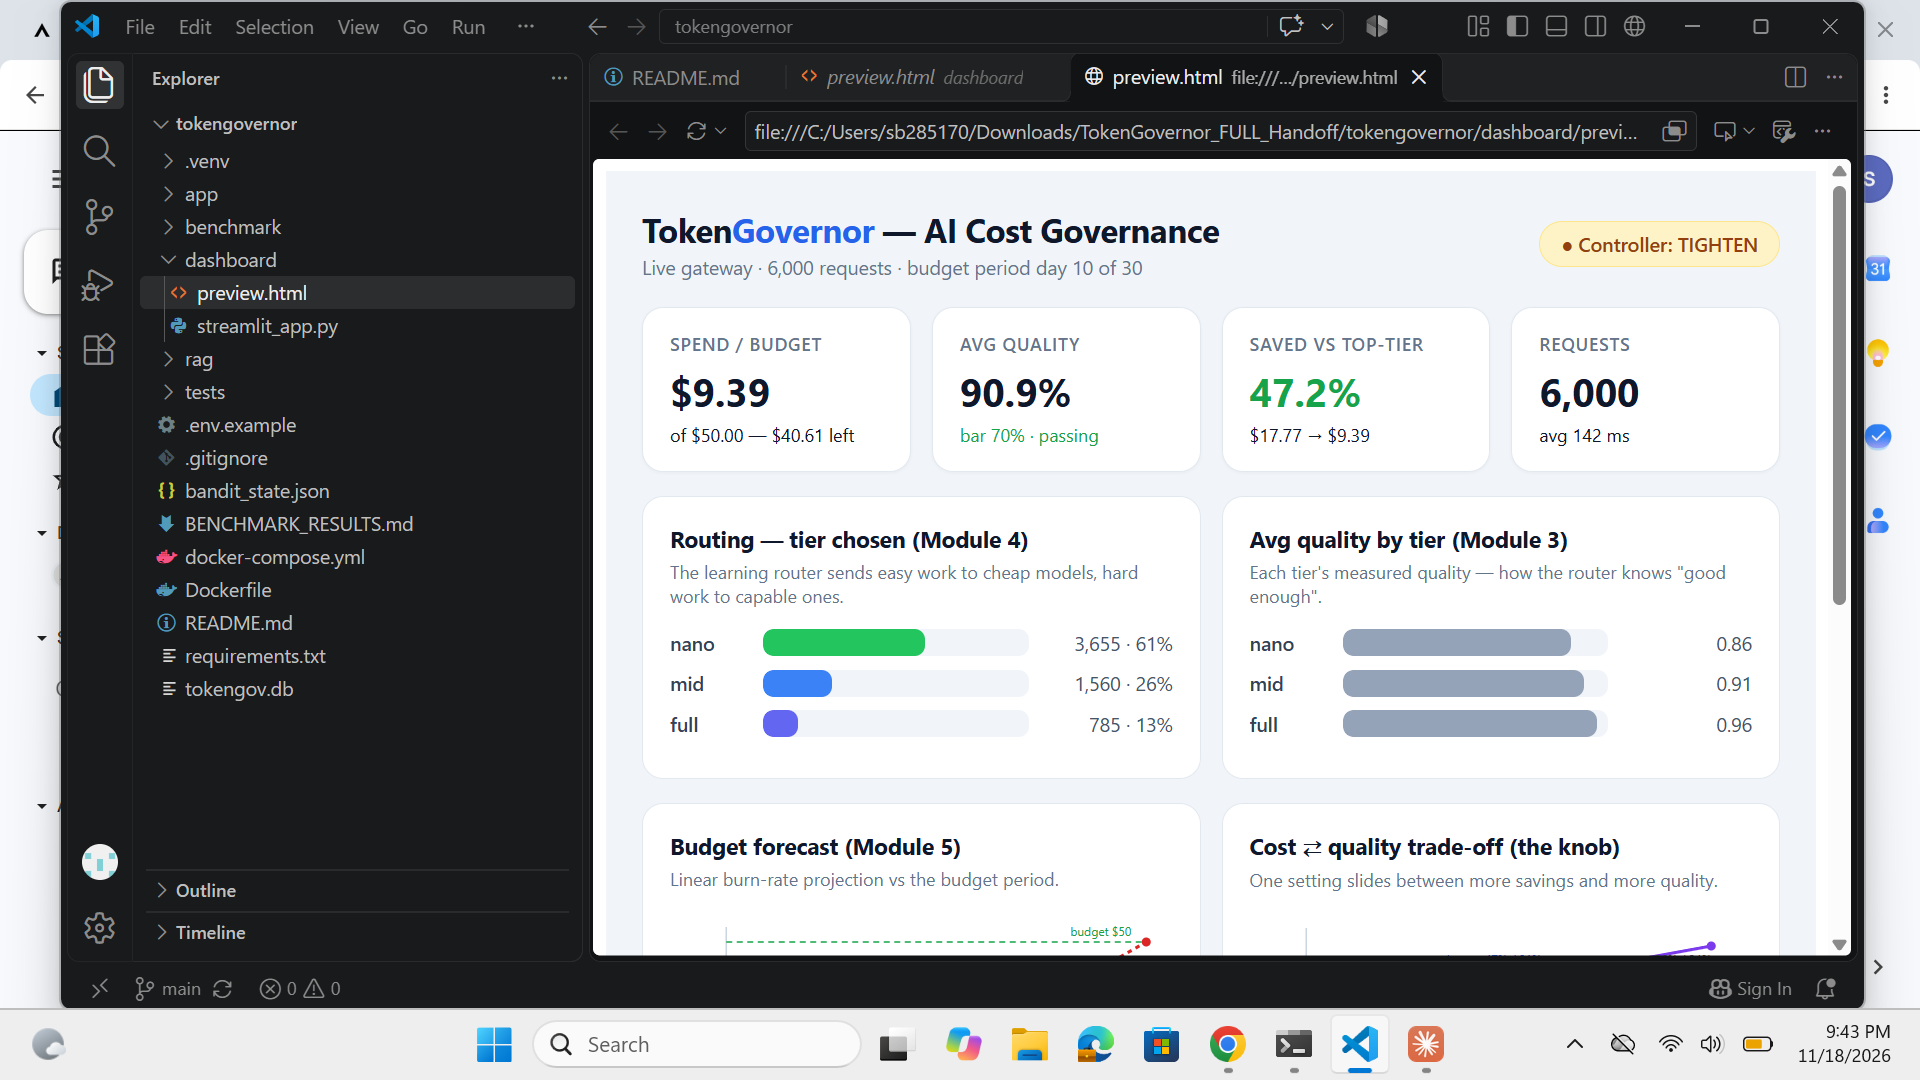 File Edit Selection View Go Run ···
tokengovernor
Explorer
tokengovernor
.venv
app
benchmark
dashboard
preview.html
streamlit_app.py
rag
tests
.env.example
.gitignore
bandit_state.json
BENCHMARK_RESULTS.md
docker-compose.yml
Dockerfile
README.md
requirements.txt
tokengov.db
Outline
Timeline
README.md
preview.html dashboard
preview.html file:///.../preview.html
file:///C:/Users/sb285170/Downloads/TokenGovernor_FULL_Handoff/tokengovernor/dashboard/previ...
TokenGovernor — AI Cost Governance
Live gateway · 6,000 requests · budget period day 10 of 30
● Controller: TIGHTEN
SPEND / BUDGET
$9.39
of $50.00 — $40.61 left
AVG QUALITY
90.9%
bar 70% · passing
SAVED VS TOP-TIER
47.2%
$17.77 → $9.39
REQUESTS
6,000
avg 142 ms
Routing — tier chosen (Module 4)
The learning router sends easy work to cheap models, hard
work to capable ones.
nano 3,655 · 61%
mid 1,560 · 26%
full 785 · 13%
Avg quality by tier (Module 3)
Each tier's measured quality — how the router knows "good
enough".
nano 0.86
mid 0.91
full 0.96
Budget forecast (Module 5)
Linear burn-rate projection vs the budget period.
budget $50
Cost ⇄ quality trade-off (the knob)
One setting slides between more savings and more quality.
main
0 0
Sign In
S
31
Search
9:43 PM
11/18/2026